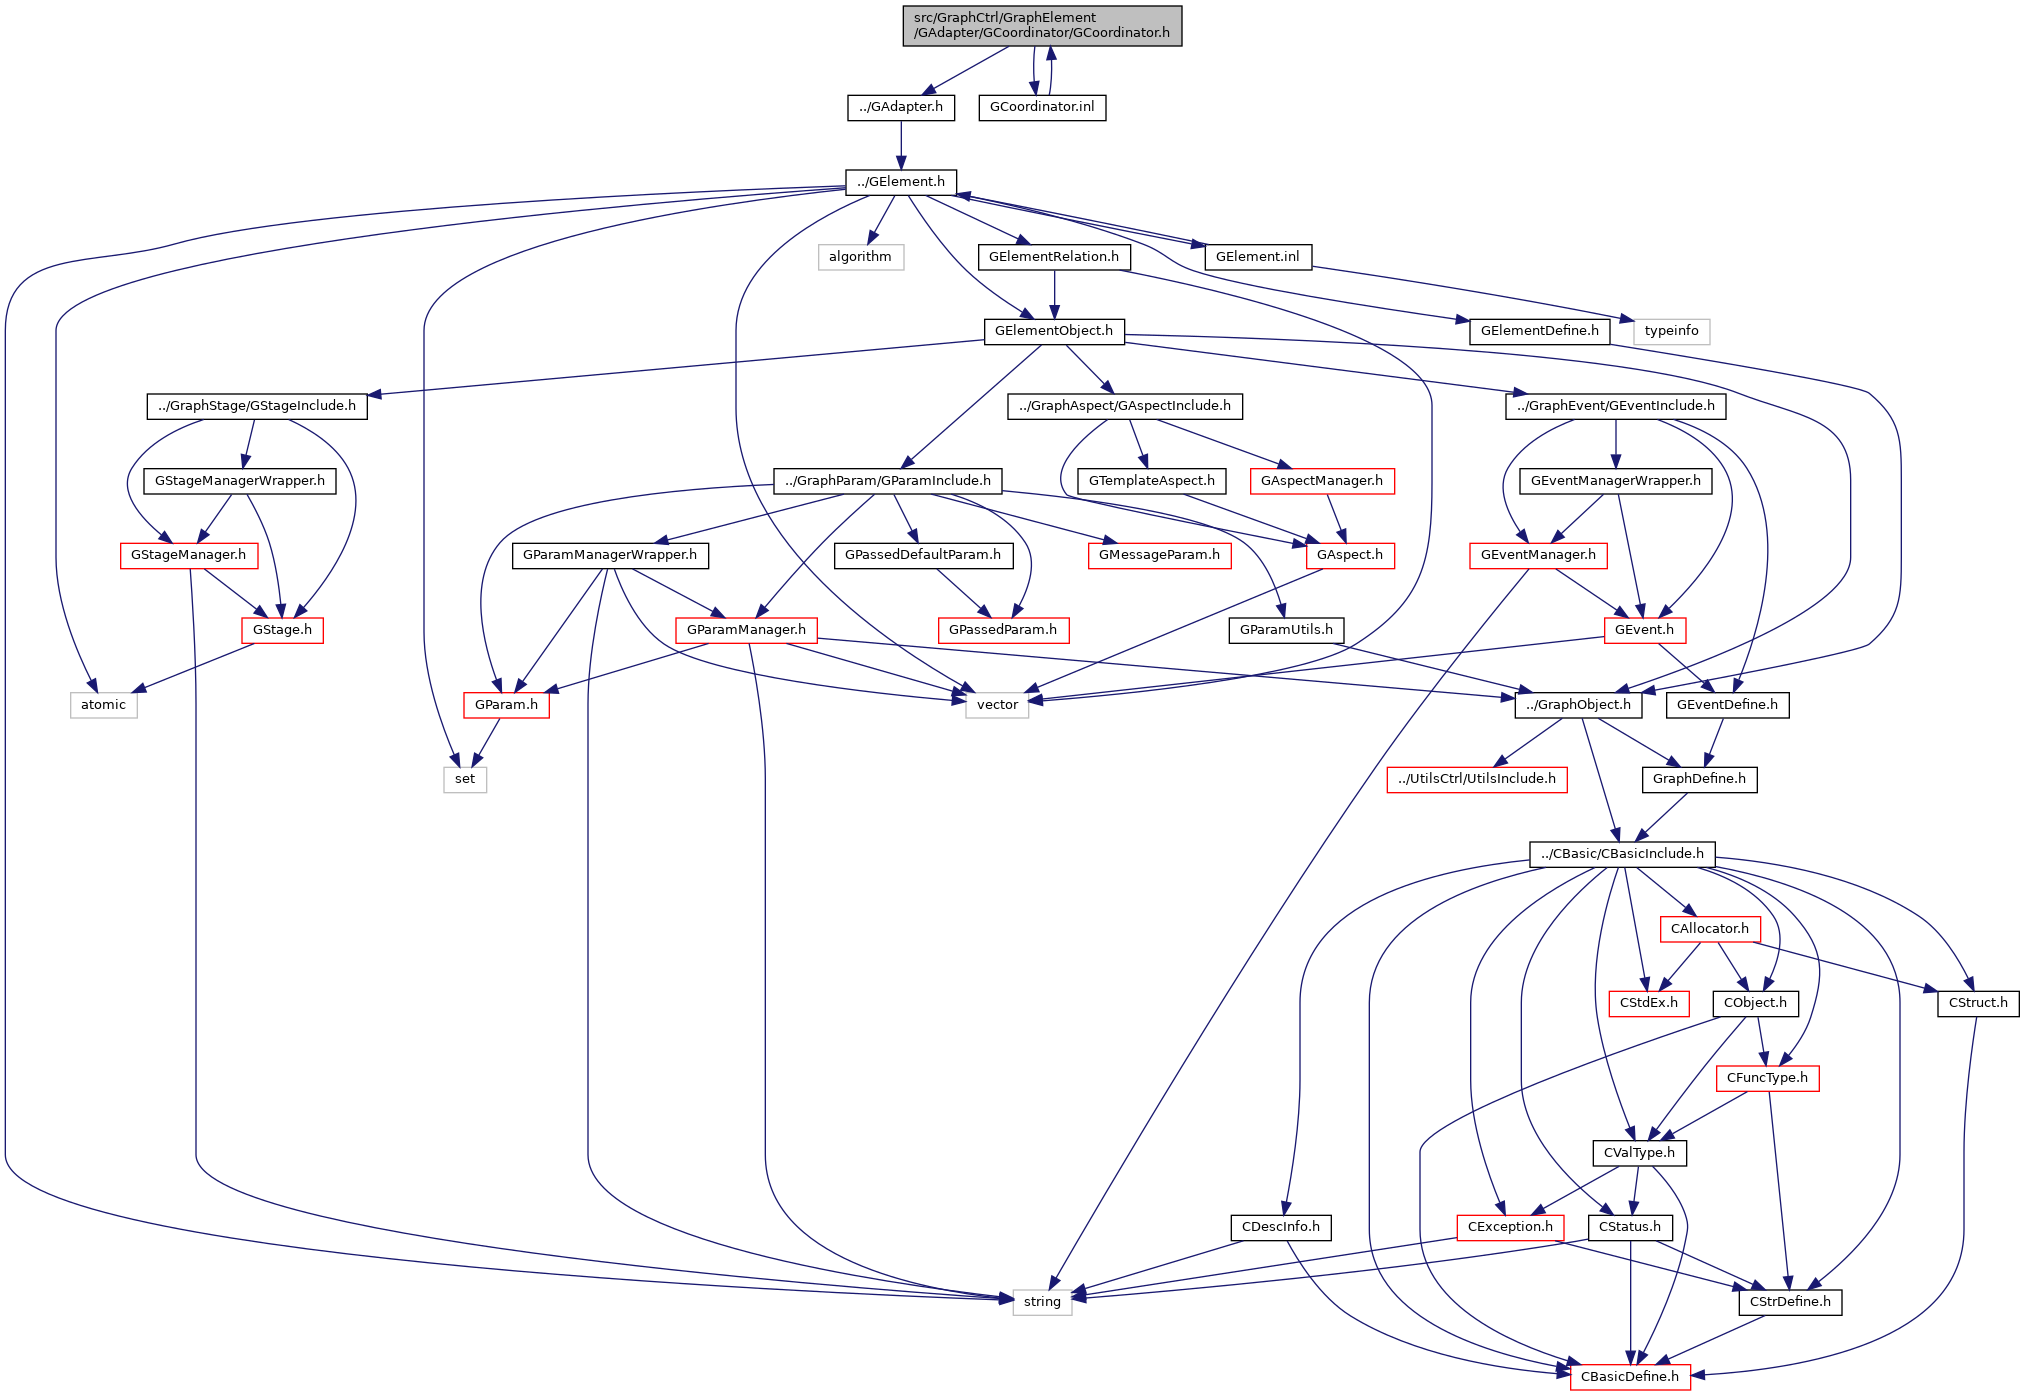 src/GraphCtrl/GraphElement
/GAdapter/GCoordinator/GCoordinator.h
../GAdapter.h
GCoordinator.inl
../GElement.h
algorithm
GElementRelation.h
GElement.inl
GElementObject.h
GElementDefine.h
typeinfo
../GraphStage/GStageInclude.h
../GraphAspect/GAspectInclude.h
../GraphEvent/GEventInclude.h
GStageManagerWrapper.h
../GraphParam/GParamInclude.h
GTemplateAspect.h
GAspectManager.h
GEventManagerWrapper.h
GStageManager.h
GParamManagerWrapper.h
GPassedDefaultParam.h
GMessageParam.h
GAspect.h
GEventManager.h
GStage.h
GParamManager.h
GPassedParam.h
GParamUtils.h
GEvent.h
atomic
GParam.h
vector
../GraphObject.h
GEventDefine.h
set
../UtilsCtrl/UtilsInclude.h
GraphDefine.h
../CBasic/CBasicInclude.h
CAllocator.h
CStdEx.h
CObject.h
CStruct.h
CFuncType.h
CValType.h
CDescInfo.h
CException.h
CStatus.h
string
CStrDefine.h
CBasicDefine.h